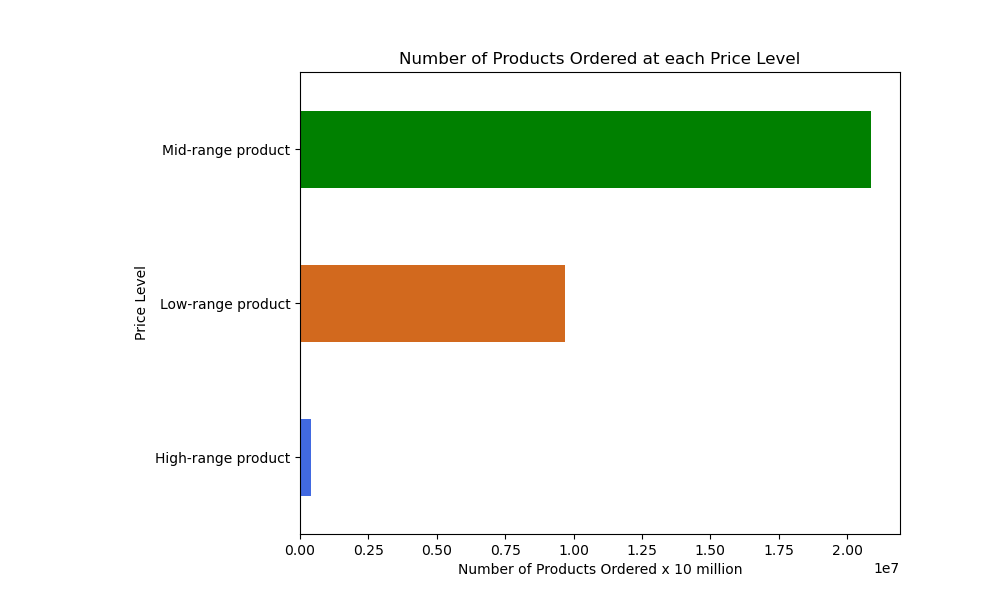 Number of Products Ordered at each Price Level
Mid-range product
Low-range product
High-range product
Price Level
0.00 0.25 0.50 0.75 1.00 1.25 1.50 1.75 2.00
1e7
Number of Products Ordered x 10 million